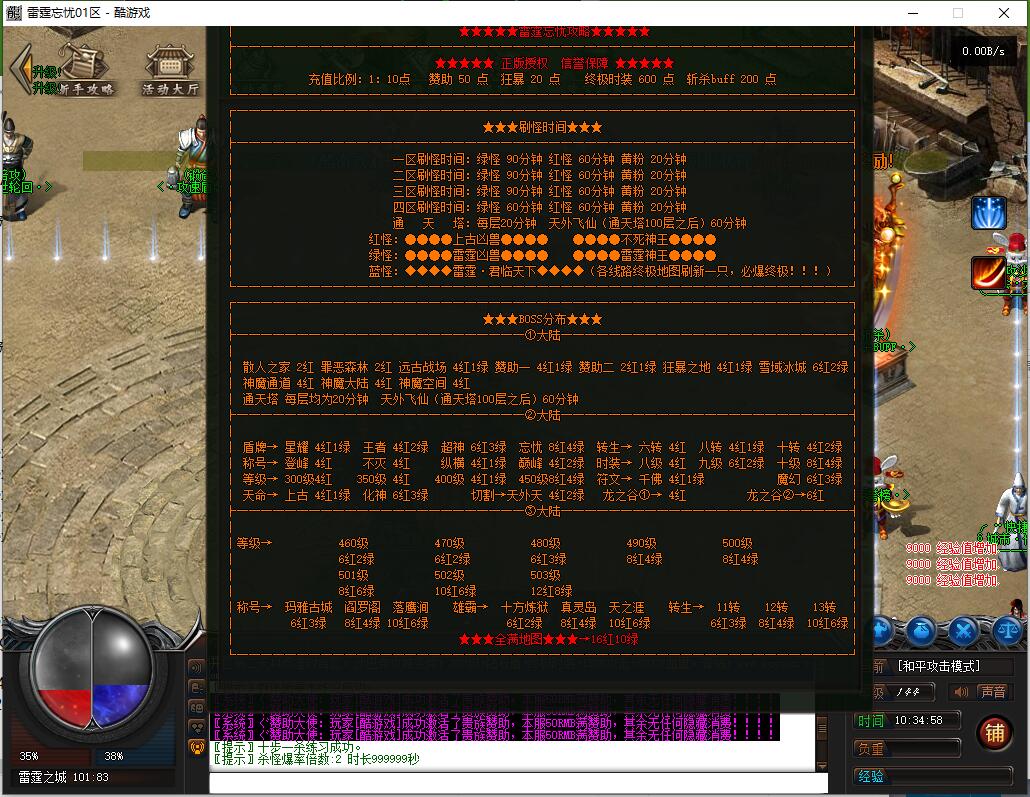 雷霆忘忧01区 - 酷游戏
0.00B/s
升级!
升级!
新手攻略
活动大厅
★★★★★雷霆忘忧攻略★★★★★
★★★★★ 正版授权 信誉保障 ★★★★★
充值比例: 1: 10点 赞助 50 点 狂暴 20 点 终极时装 600 点 斩杀buff 200 点
★★★刷怪时间★★★
一区刷怪时间: 绿怪 90分钟 红怪 60分钟 黄粉 20分钟
二区刷怪时间: 绿怪 90分钟 红怪 60分钟 黄粉 20分钟
三区刷怪时间: 绿怪 90分钟 红怪 60分钟 黄粉 20分钟
四区刷怪时间: 绿怪 60分钟 红怪 60分钟 黄粉 20分钟
通 天 塔: 每层20分钟 天外飞仙(通天塔100层之后)60分钟
红怪: ●●●●上古凶兽●●●● ●●●●不死神王●●●●
绿怪: ●●●●雷霆凶兽●●●● ●●●●雷霆神王●●●●
蓝怪: ◆◆◆◆雷霆·君临天下◆◆◆◆(各线路终极地图刷新一只, 必爆终极!!!)
★★★BOSS分布★★★
①大陆
散人之家 2红 罪恶森林 2红 远古战场 4红1绿 赞助一 4红1绿 赞助二 2红1绿 狂暴之地 4红1绿 雪域冰城 6红2绿
神魔通道 4红 神魔大陆 4红 神魔空间 4红
通天塔 每层均为20分钟 天外飞仙(通天塔100层之后)60分钟
②大陆
盾牌→ 星耀 4红1绿 王者 4红2绿 超神 6红3绿 忘忧 8红4绿 转生→ 六转 4红 八转 4红1绿 十转 4红2绿
称号→ 登峰 4红 不灭 4红 纵横 4红1绿 巅峰 4红2绿 时装→ 八级 4红 九级 6红2绿 十级 8红4绿
等级→ 300级4红 350级 4红 400级 4红1绿 450级8红4绿 符文→ 千佛 4红1绿 魔幻 6红3绿
天命→ 上古 4红1绿 化神 6红3绿 切割→天外天 4红2绿 龙之谷①→ 4红 龙之谷②→6红
③大陆
等级→ 460级 470级 480级 490级 500级
6红2绿 6红2绿 6红3绿 8红4绿 8红4绿
501级 502级 503级
8红6绿 10红6绿 12红8绿
称号→ 玛雅古城 阎罗阁 落鹰涧 雄霸→ 十方炼狱 真灵岛 天之涯 转生→ 11转 12转 13转
6红3绿 8红4绿 10红6绿 6红2绿 8红4绿 10红6绿 6红3绿 8红4绿 10红6绿
★★★全满地图★★★→16红10绿
9000 经验值增加.
9000 经验值增加.
9000 经验值增加.
[和平攻击模式]
声音
时间 10:34:58
负重
经验
铺
35%
38%
雷霆之城 101:83
〖系统〗<赞助大使: 玩家[酷游戏]成功激活了贵族赞助, 本服50RMB满赞助, 其余无任何隐藏消费!!!!
〖提示〗十步一杀练习成功。
〖提示〗杀怪爆率倍数:2 时长999999秒